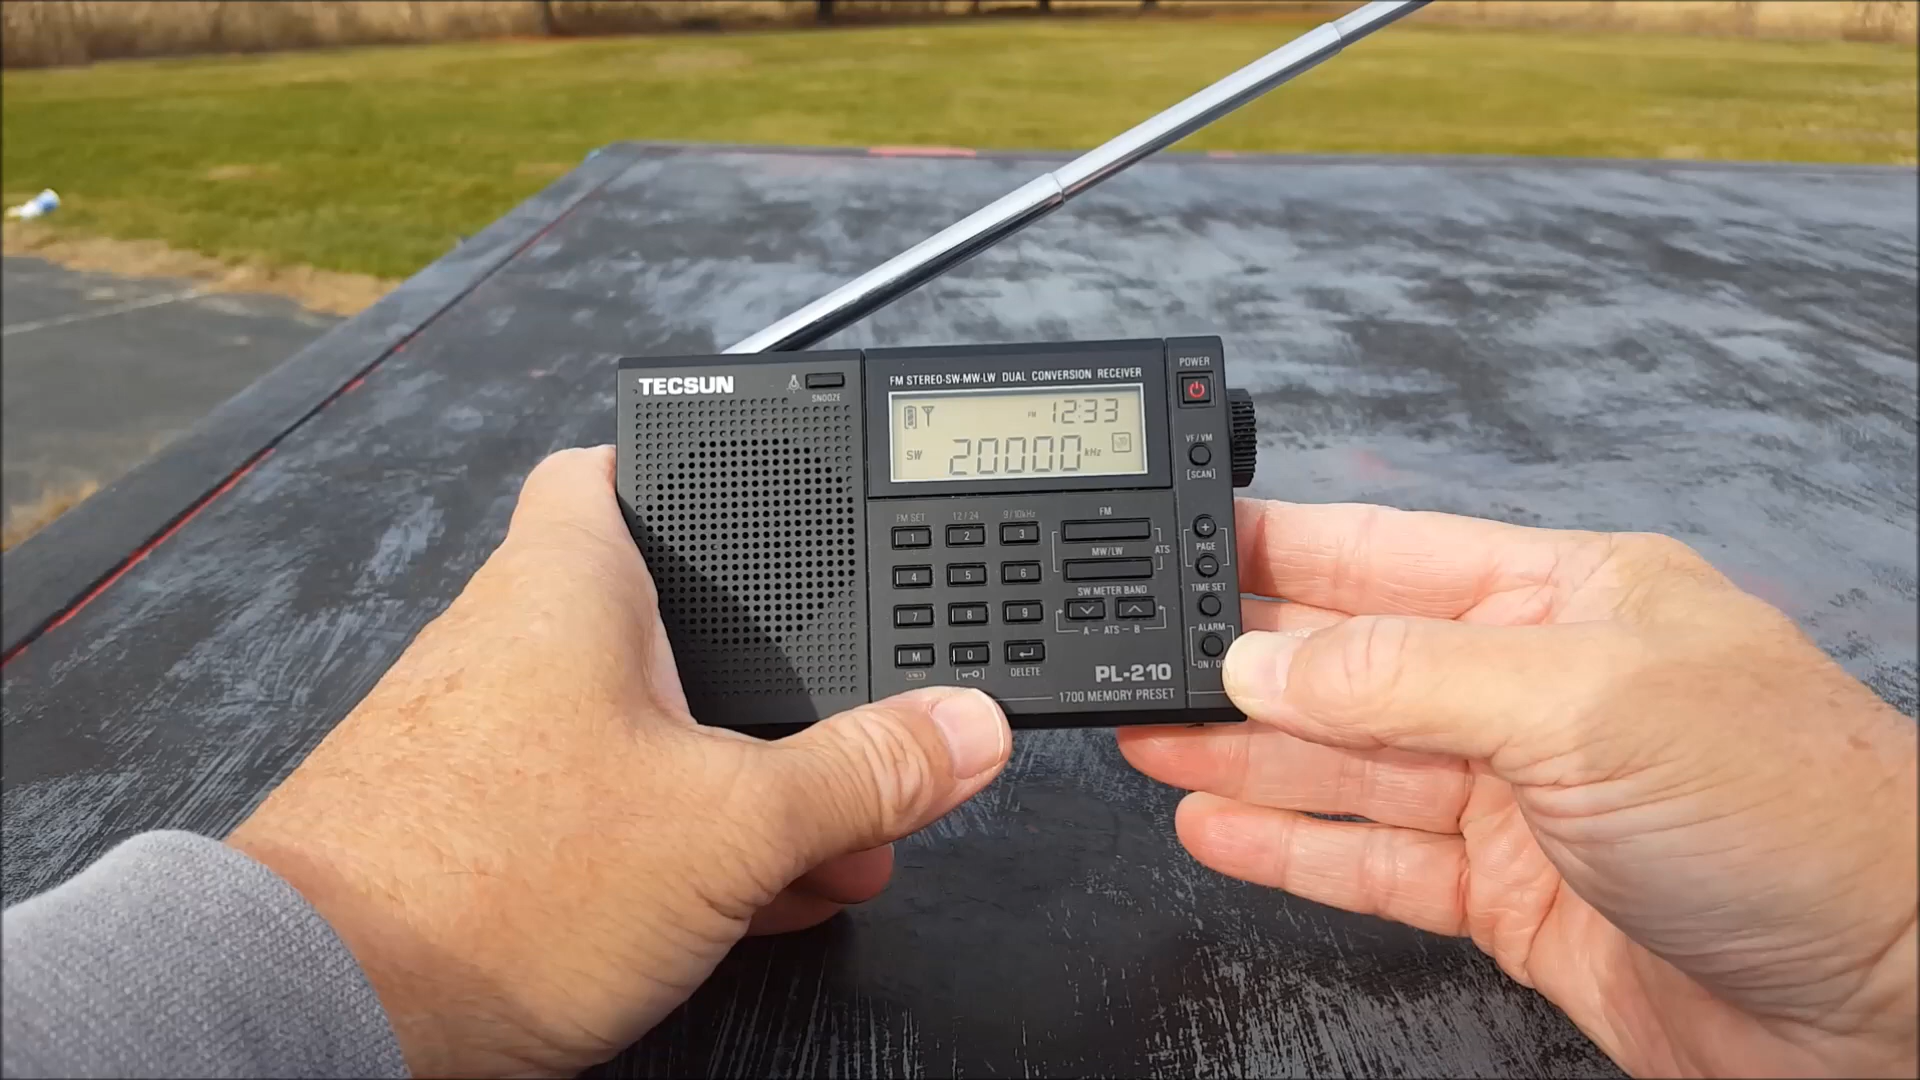 TECSUN
SNOOZE
FM STEREO-SW-MW-LW DUAL CONVERSION RECEIVER
12:33
SW 20000 kHz
POWER
VF/VM
[SCAN]
FM SET 12/24 9/10kHz
1 2 3
4 5 6
7 8 9
M 0
DELETE
FM
MW/LW
ATS
SW METER BAND
A — ATS — B
+
PAGE
−
TIME SET
ALARM
PL-210
1700 MEMORY PRESET